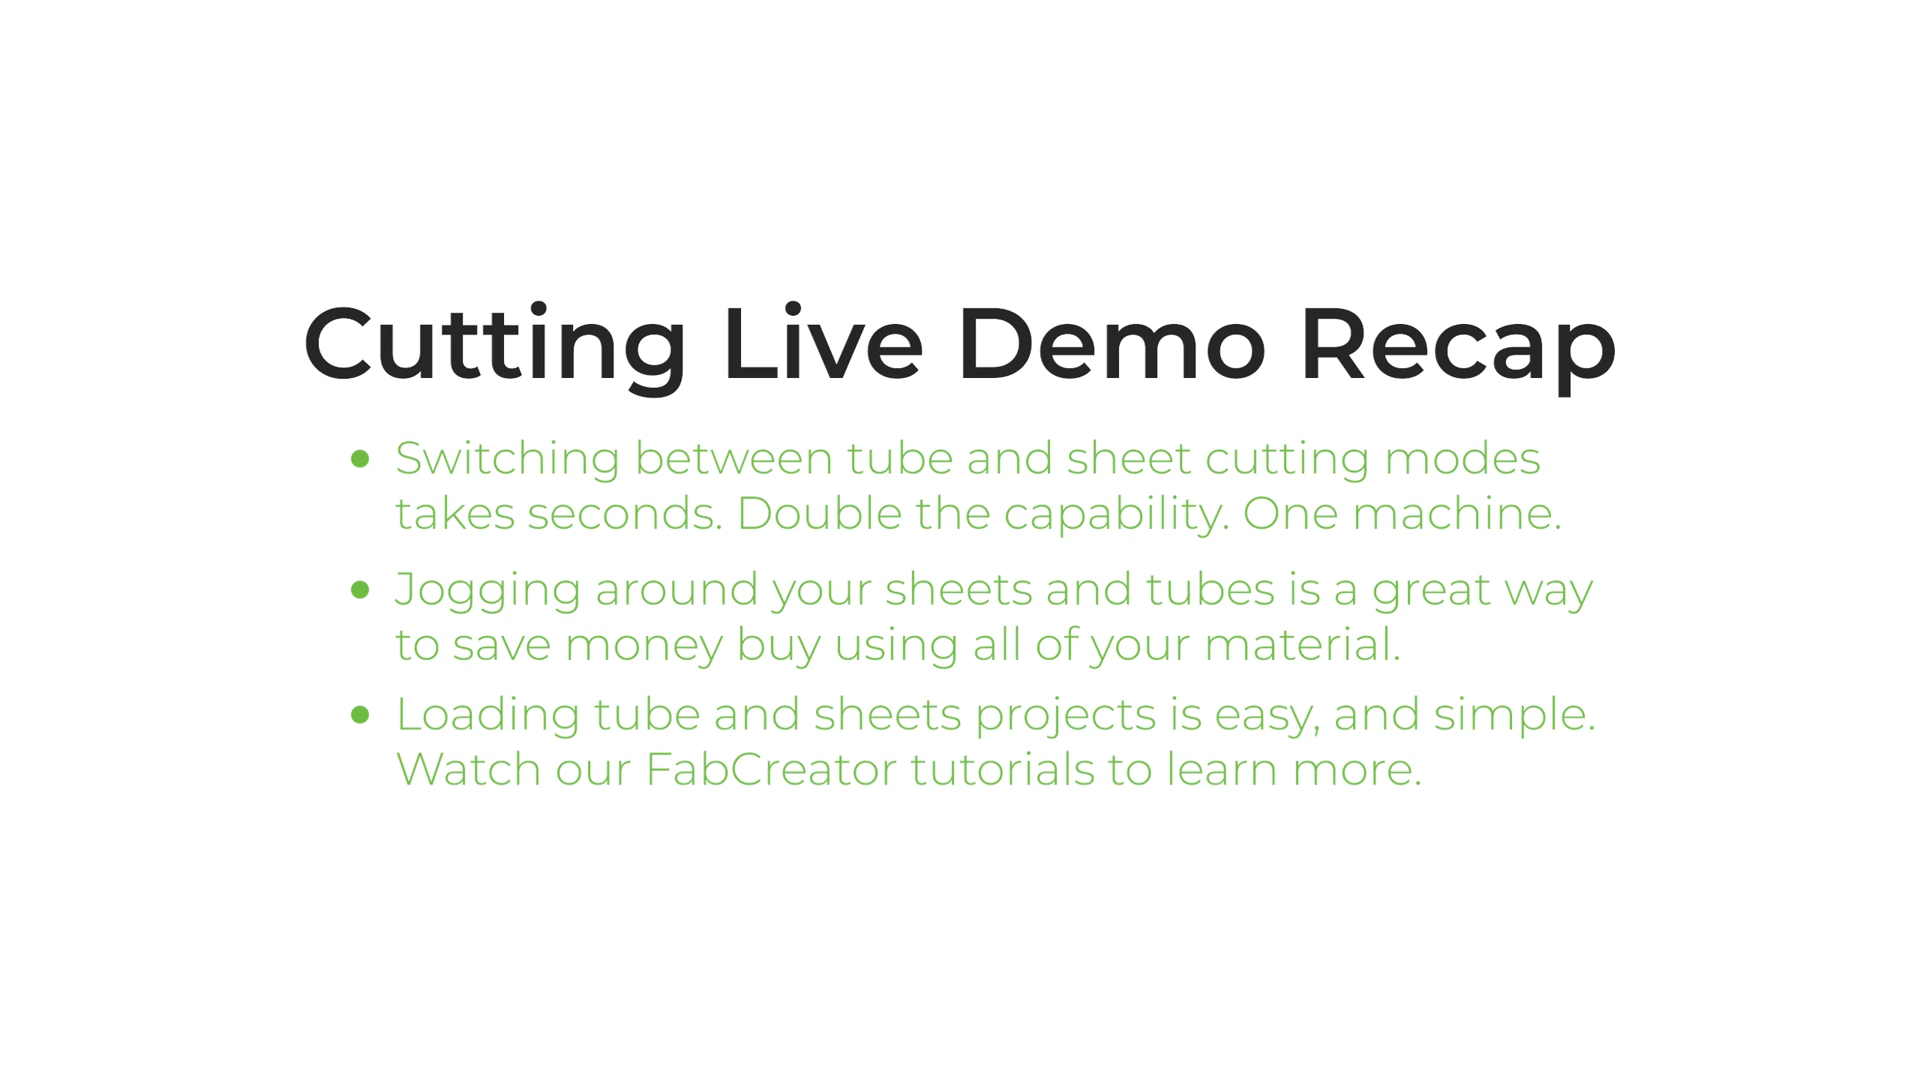 Cutting Live Demo Recap
• Switching between tube and sheet cutting modes
takes seconds. Double the capability. One machine.
• Jogging around your sheets and tubes is a great way
to save money buy using all of your material.
• Loading tube and sheets projects is easy, and simple.
Watch our FabCreator tutorials to learn more.